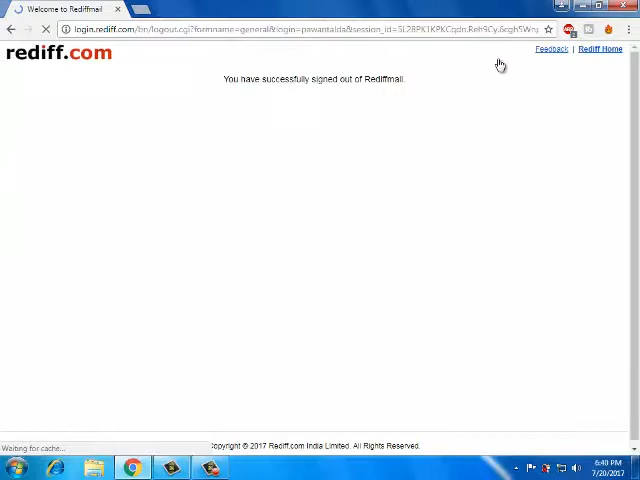 Welcome to Rediffmail
login.rediff.com/bn/logout.cgi?formname=general&login=pawantalda&session_id=
rediff.com
Feedback | Rediff Home
You have successfully signed out of Rediffmail.
Waiting for cache...
Copyright © 2017 Rediff.com India Limited. All Rights Reserved.
6:40 PM
7/20/2017